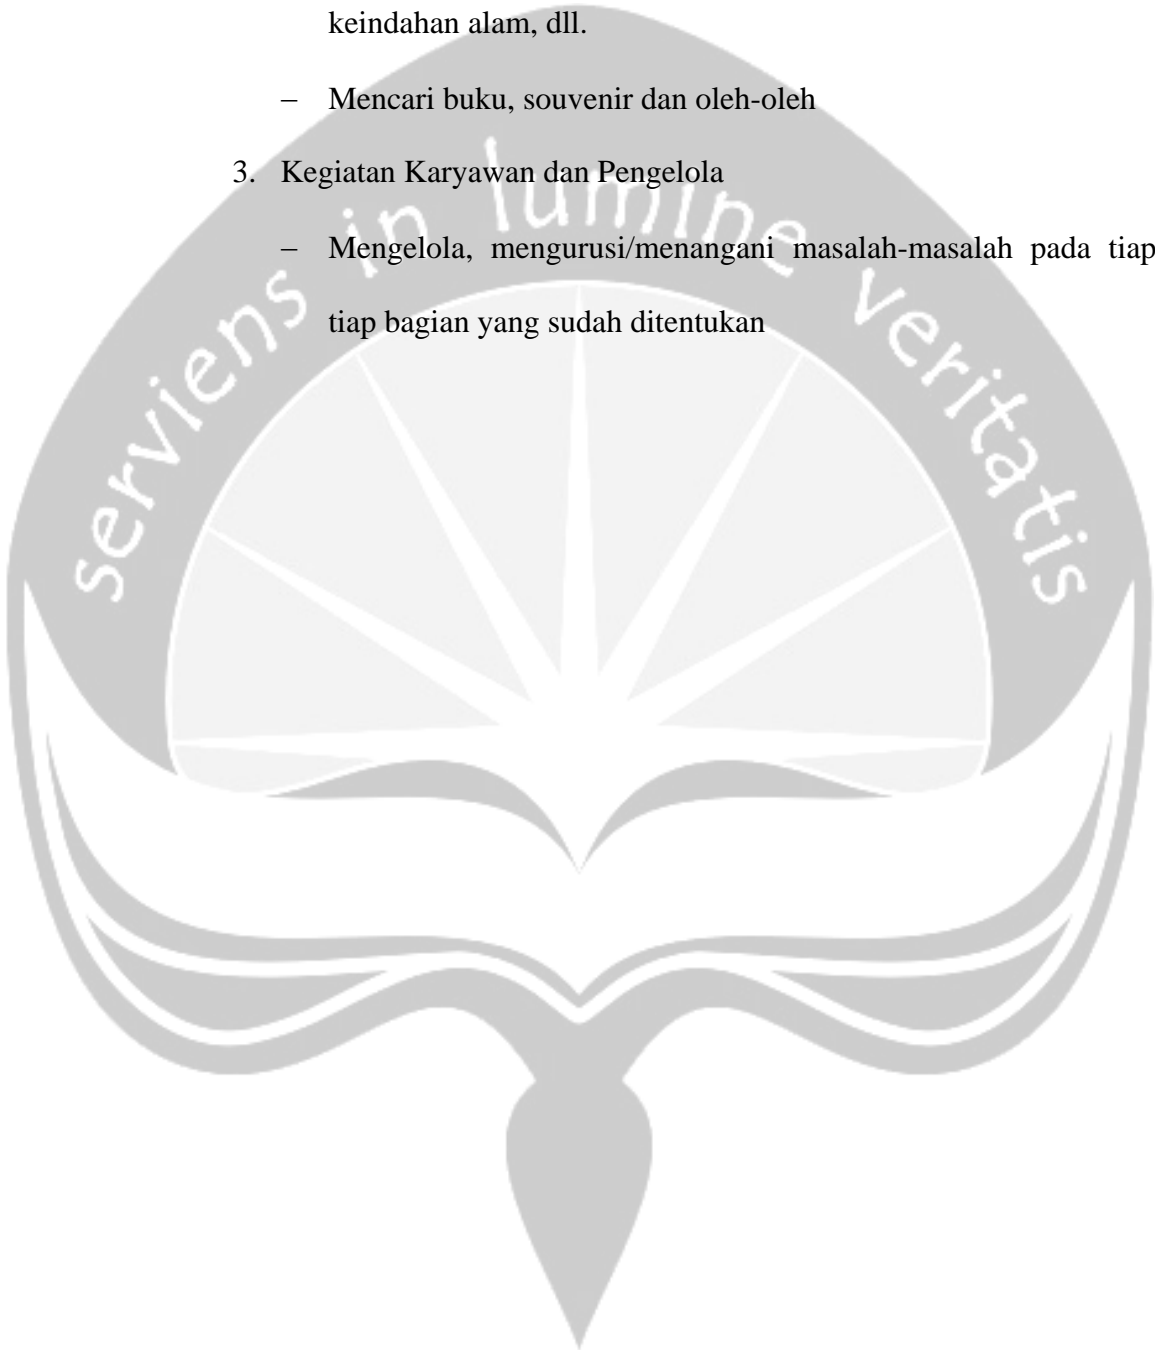 keindahan alam, dll.
– Mencari buku, souvenir dan oleh-oleh
3. Kegiatan Karyawan dan Pengelola
– Mengelola, mengurusi/menangani masalah-masalah pada tiap
tiap bagian yang sudah ditentukan
serviens in lumine veritatis